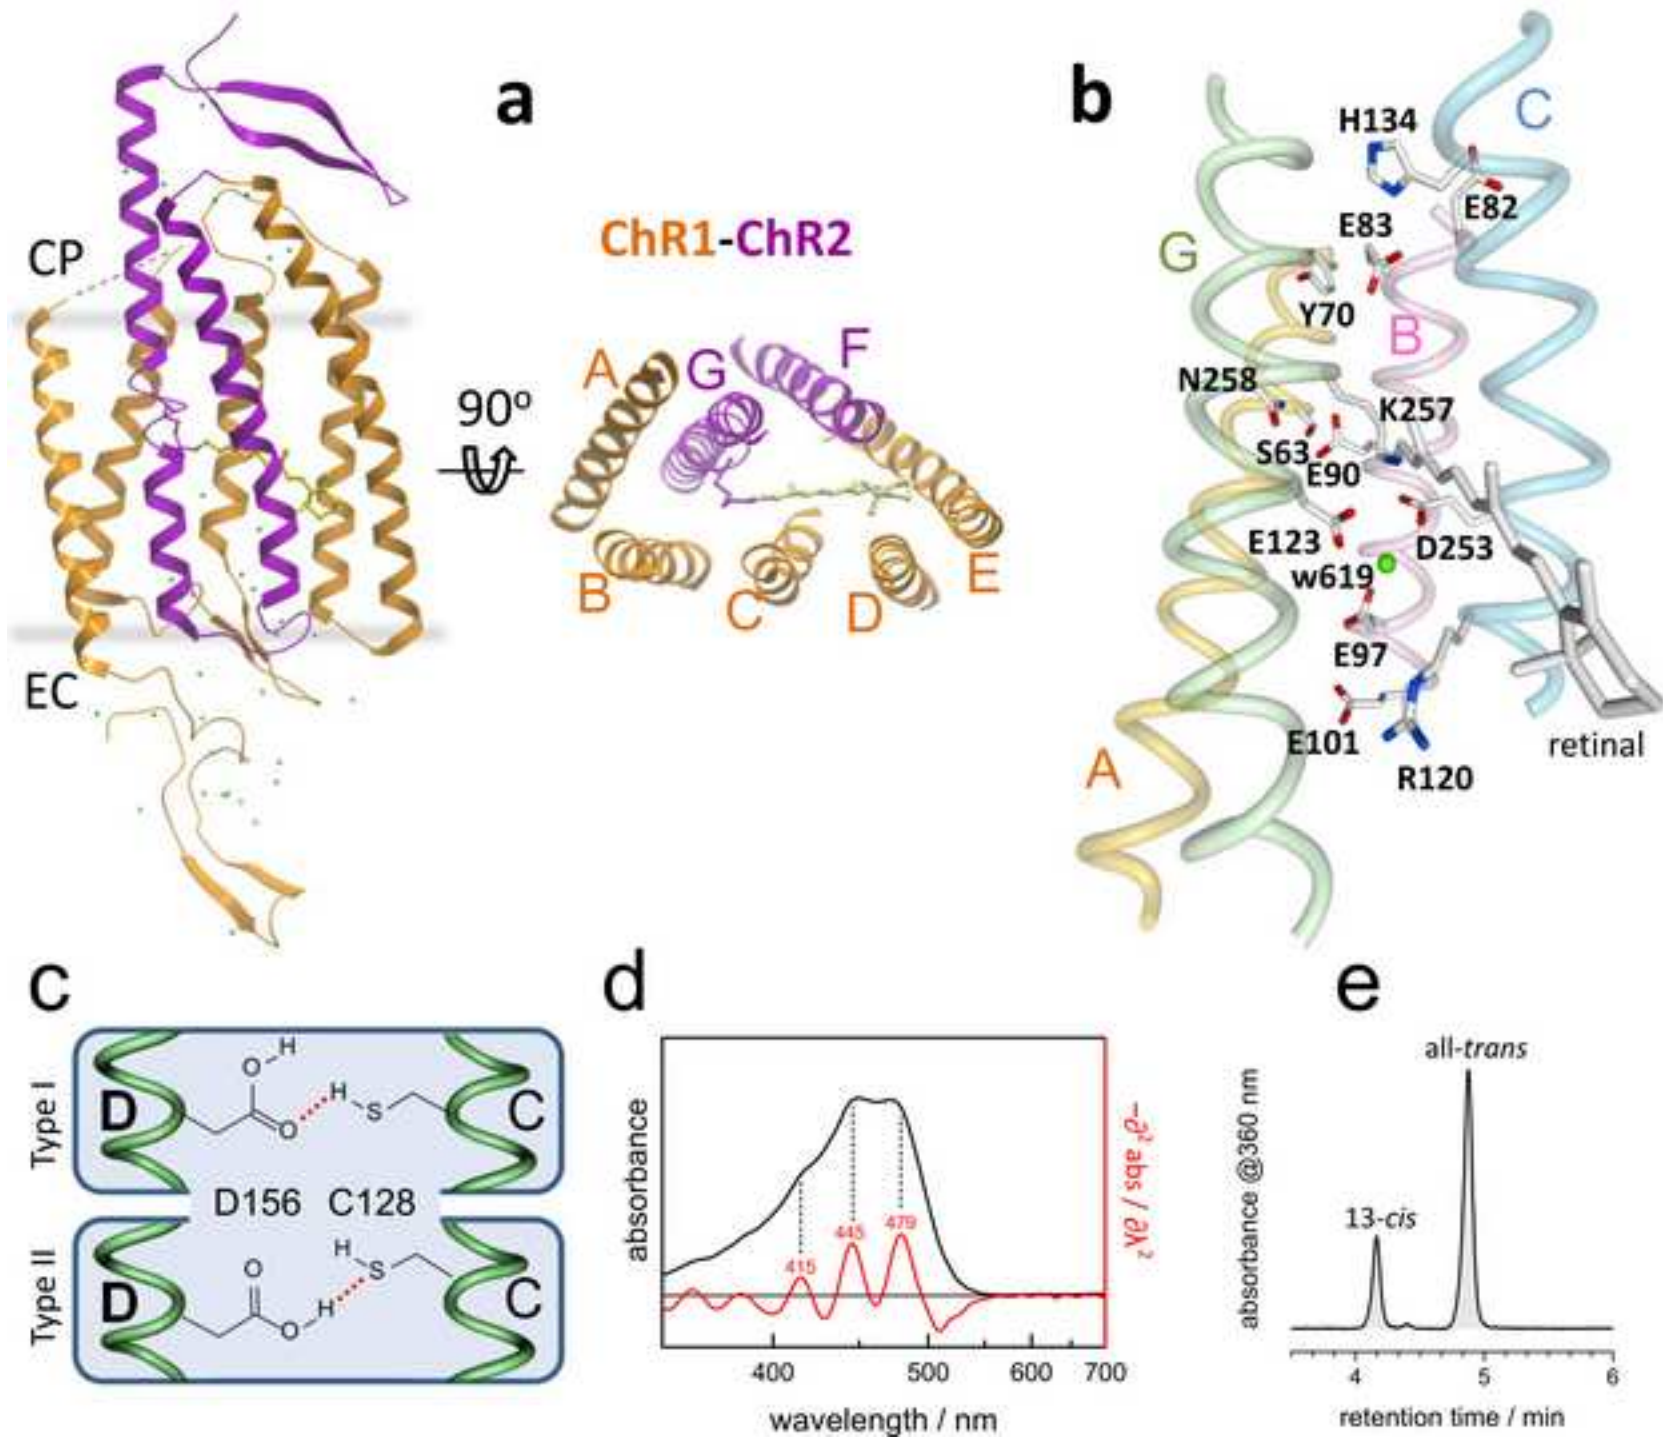 a
CP
EC
ChR1-ChR2
90º
A
G
F
B
C
D
E
b
H134
C
E82
E83
G
Y70
B
N258
K257
S63
E90
E123
D253
w619
E97
E101
R120
retinal
A
c
Type I
D
O
H
O
H
S
C
D156 C128
Type II
D
O
O
H
H
S
C
d
absorbance
415
445
479
−∂² abs / ∂λ²
400 500 600 700
wavelength / nm
e
absorbance @360 nm
13-cis
all-trans
4 5 6
retention time / min